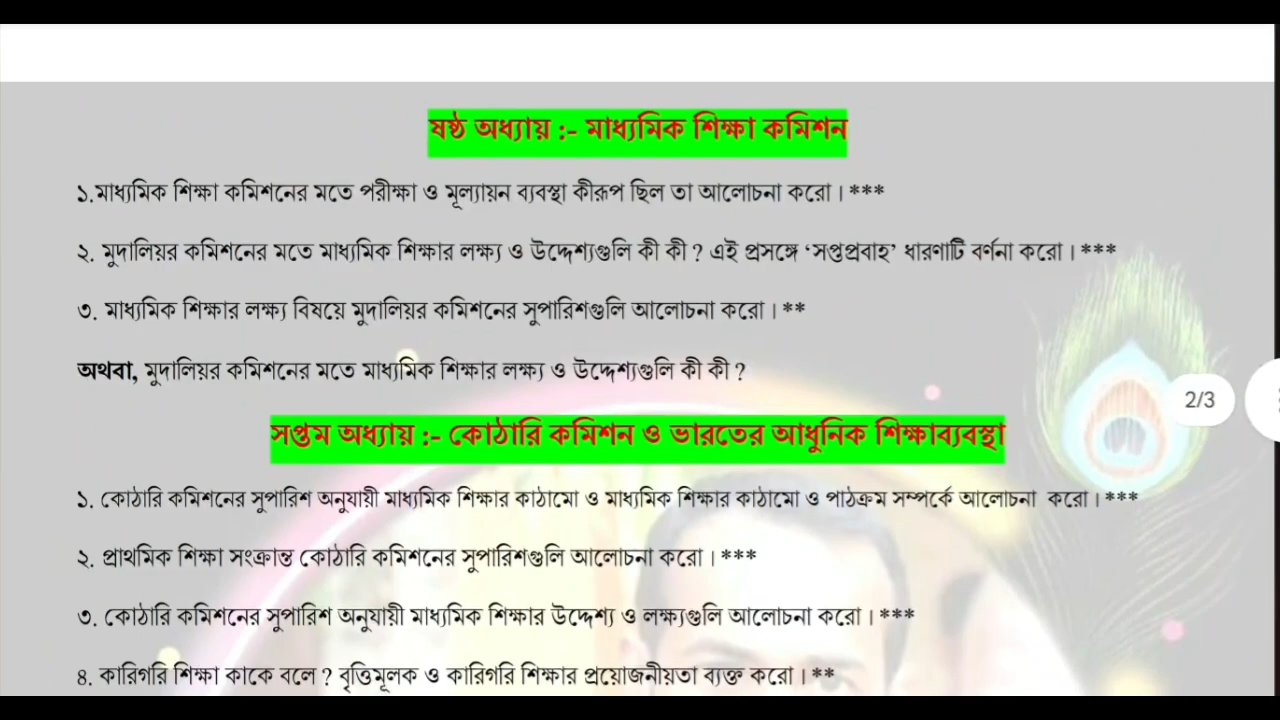 ষষ্ঠ অধ্যায় :- মাধ্যমিক শিক্ষা কমিশন
১.মাধ্যমিক শিক্ষা কমিশনের মতে পরীক্ষা ও মূল্যায়ন ব্যবস্থা কীরূপ ছিল তা আলোচনা করো। ***
২. মুদালিয়র কমিশনের মতে মাধ্যমিক শিক্ষার লক্ষ্য ও উদ্দেশ্যগুলি কী কী ? এই প্রসঙ্গে ‘সপ্তপ্রবাহ’ ধারণাটি বর্ণনা করো। ***
৩. মাধ্যমিক শিক্ষার লক্ষ্য বিষয়ে মুদালিয়র কমিশনের সুপারিশগুলি আলোচনা করো। **
অথবা, মুদালিয়র কমিশনের মতে মাধ্যমিক শিক্ষার লক্ষ্য ও উদ্দেশ্যগুলি কী কী ?
2/3
সপ্তম অধ্যায় :- কোঠারি কমিশন ও ভারতের আধুনিক শিক্ষাব্যবস্থা
১. কোঠারি কমিশনের সুপারিশ অনুযায়ী মাধ্যমিক শিক্ষার কাঠামো ও মাধ্যমিক শিক্ষার কাঠামো ও পাঠক্রম সম্পর্কে আলোচনা করো। ***
২. প্রাথমিক শিক্ষা সংক্রান্ত কোঠারি কমিশনের সুপারিশগুলি আলোচনা করো। ***
৩. কোঠারি কমিশনের সুপারিশ অনুযায়ী মাধ্যমিক শিক্ষার উদ্দেশ্য ও লক্ষ্যগুলি আলোচনা করো। ***
৪. কারিগরি শিক্ষা কাকে বলে ? বৃত্তিমূলক ও কারিগরি শিক্ষার প্রয়োজনীয়তা ব্যক্ত করো। **